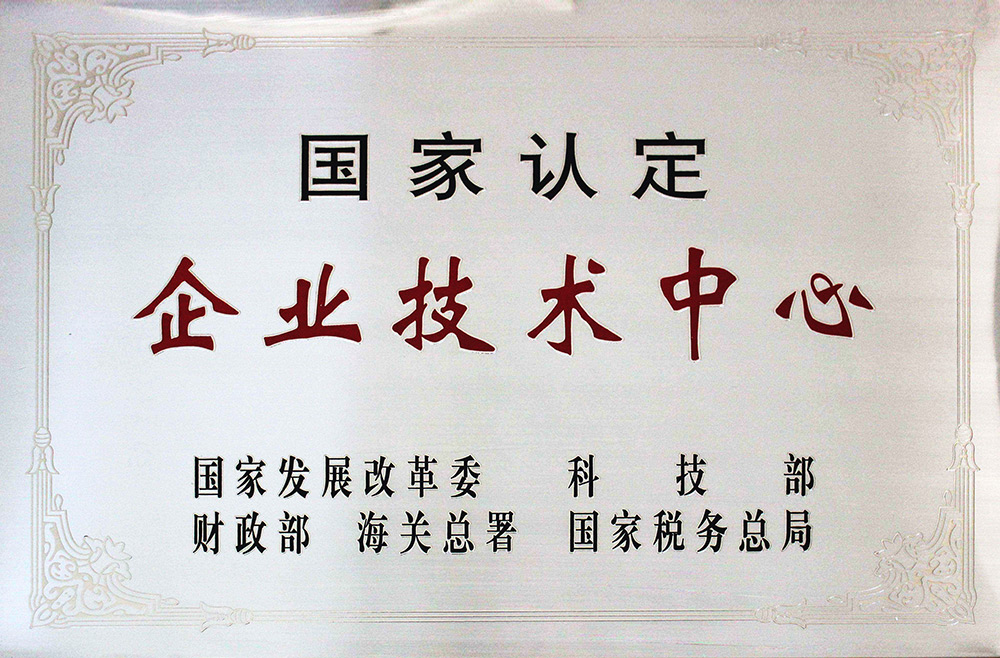 国家认定
企业技术中心
国家发展改革委 科技部
财政部 海关总署 国家税务总局